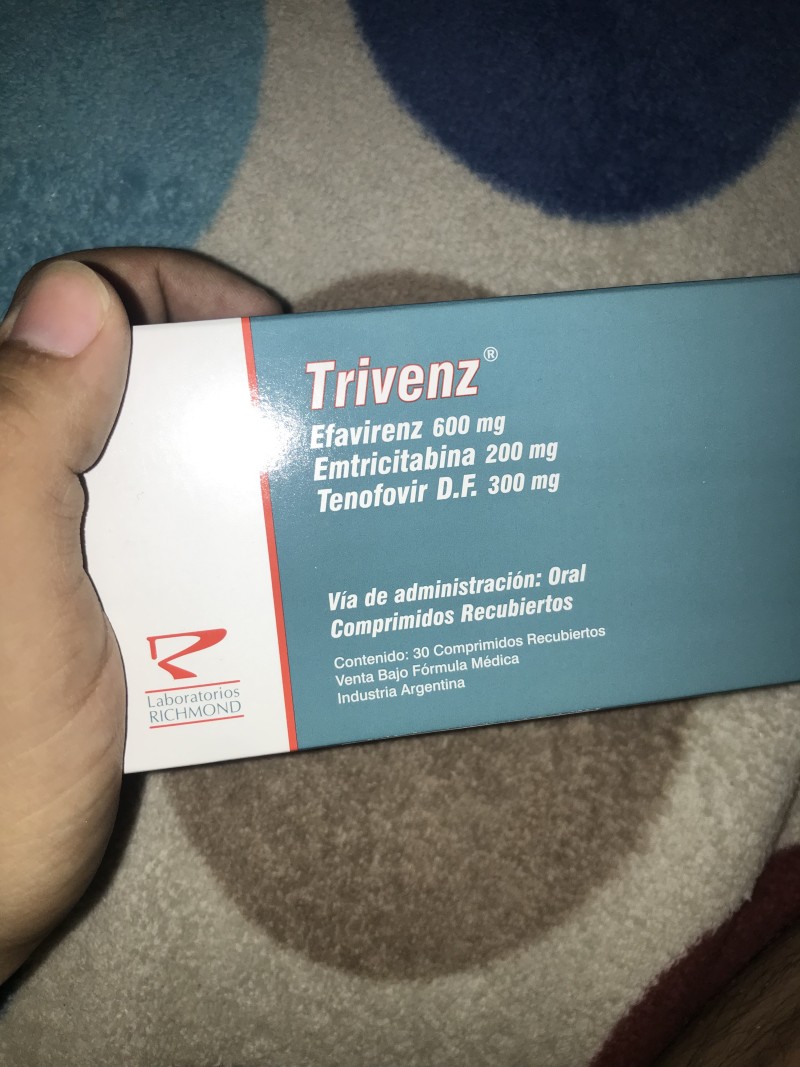 Trivenz®
Efavirenz 600 mg
Emtricitabina 200 mg
Tenofovir D.F. 300 mg
Vía de administración: Oral
Comprimidos Recubiertos
Contenido: 30 Comprimidos Recubiertos
Venta Bajo Fórmula Médica
Industria Argentina
Laboratorios
RICHMOND